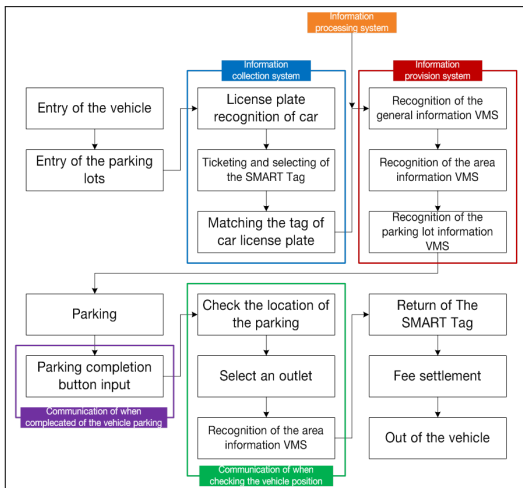 Information
processing system
Information
collection system
Information
provision system
Entry of the vehicle
Entry of the parking
lots
License plate
recognition of car
Ticketing and selecting of
the SMART Tag
Matching the tag of
car license plate
Recognition of the
general information VMS
Recognition of the area
information VMS
Recognition of the
parking lot information
VMS
Parking
Parking completion
button input
Communication of when
complecated of the vehicle parking
Check the location of
the parking
Select an outlet
Recognition of the area
information VMS
Communication of when
checking the vehicle position
Return of The
SMART Tag
Fee settlement
Out of the vehicle